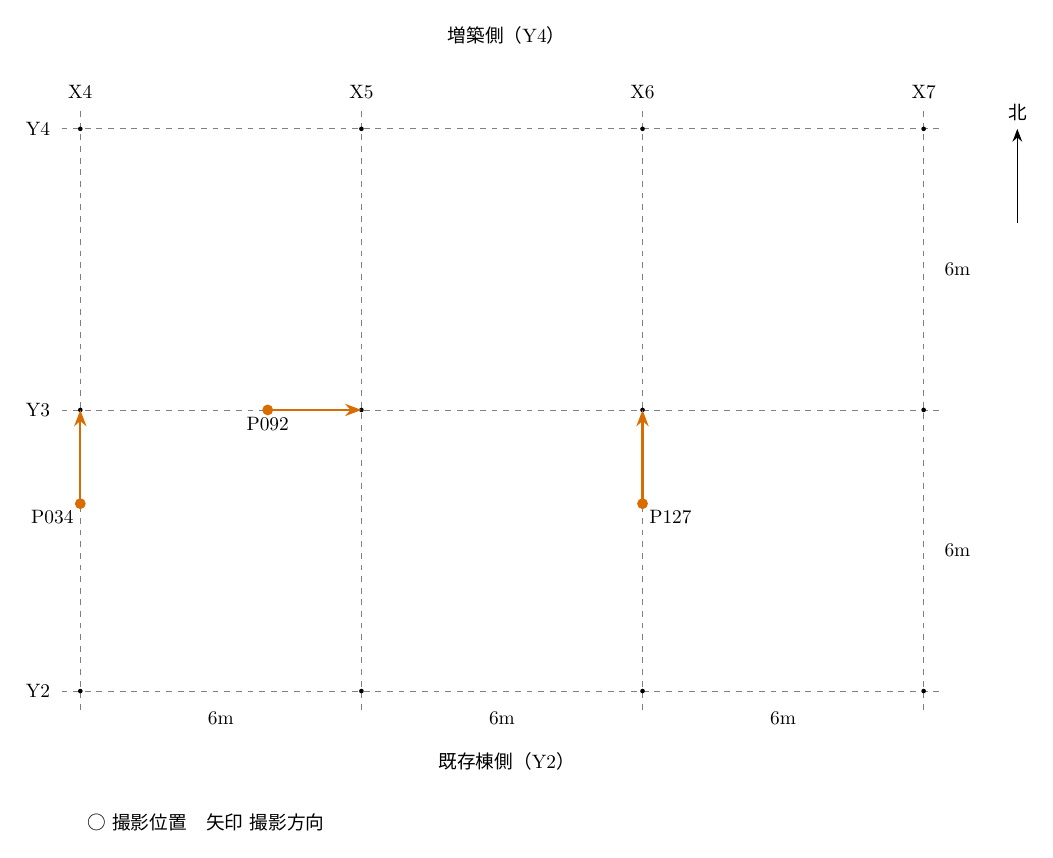 増築側（Y4）
X4 X5 X6 X7
北
Y4
6m
Y3
P092
P034 P127
6m
Y2
6m 6m 6m
既存棟側（Y2）
○ 撮影位置　矢印 撮影方向